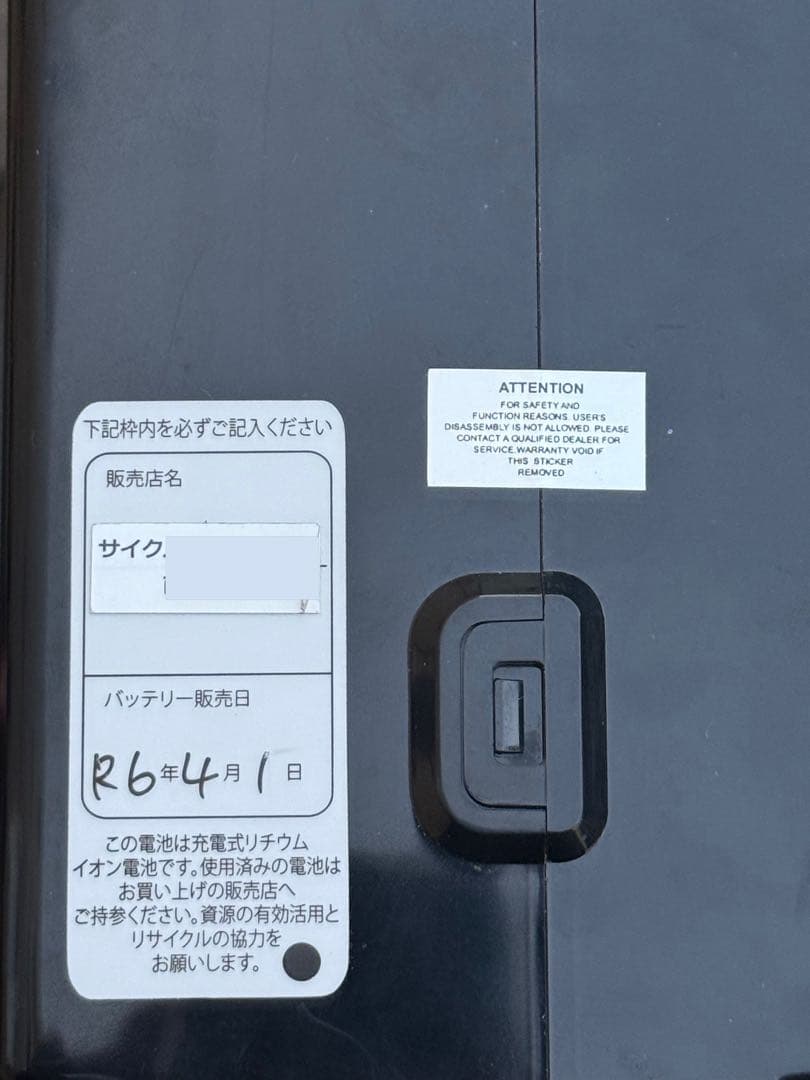 下記枠内を必ずご記入ください
販売店名
サイク
バッテリー販売日
R6年4月1日
この電池は充電式リチウム
イオン電池です。使用済みの電池は
お買い上げの販売店へ
ご持参ください。資源の有効活用と
リサイクルの協力を
お願いします。
ATTENTION
FOR SAFETY AND
FUNCTION REASONS. USER'S
DISASSEMBLY IS NOT ALLOWED. PLEASE
CONTACT A QUALIFIED DEALER FOR
SERVICE.WARRANTY VOID IF
THIS STICKER
REMOVED